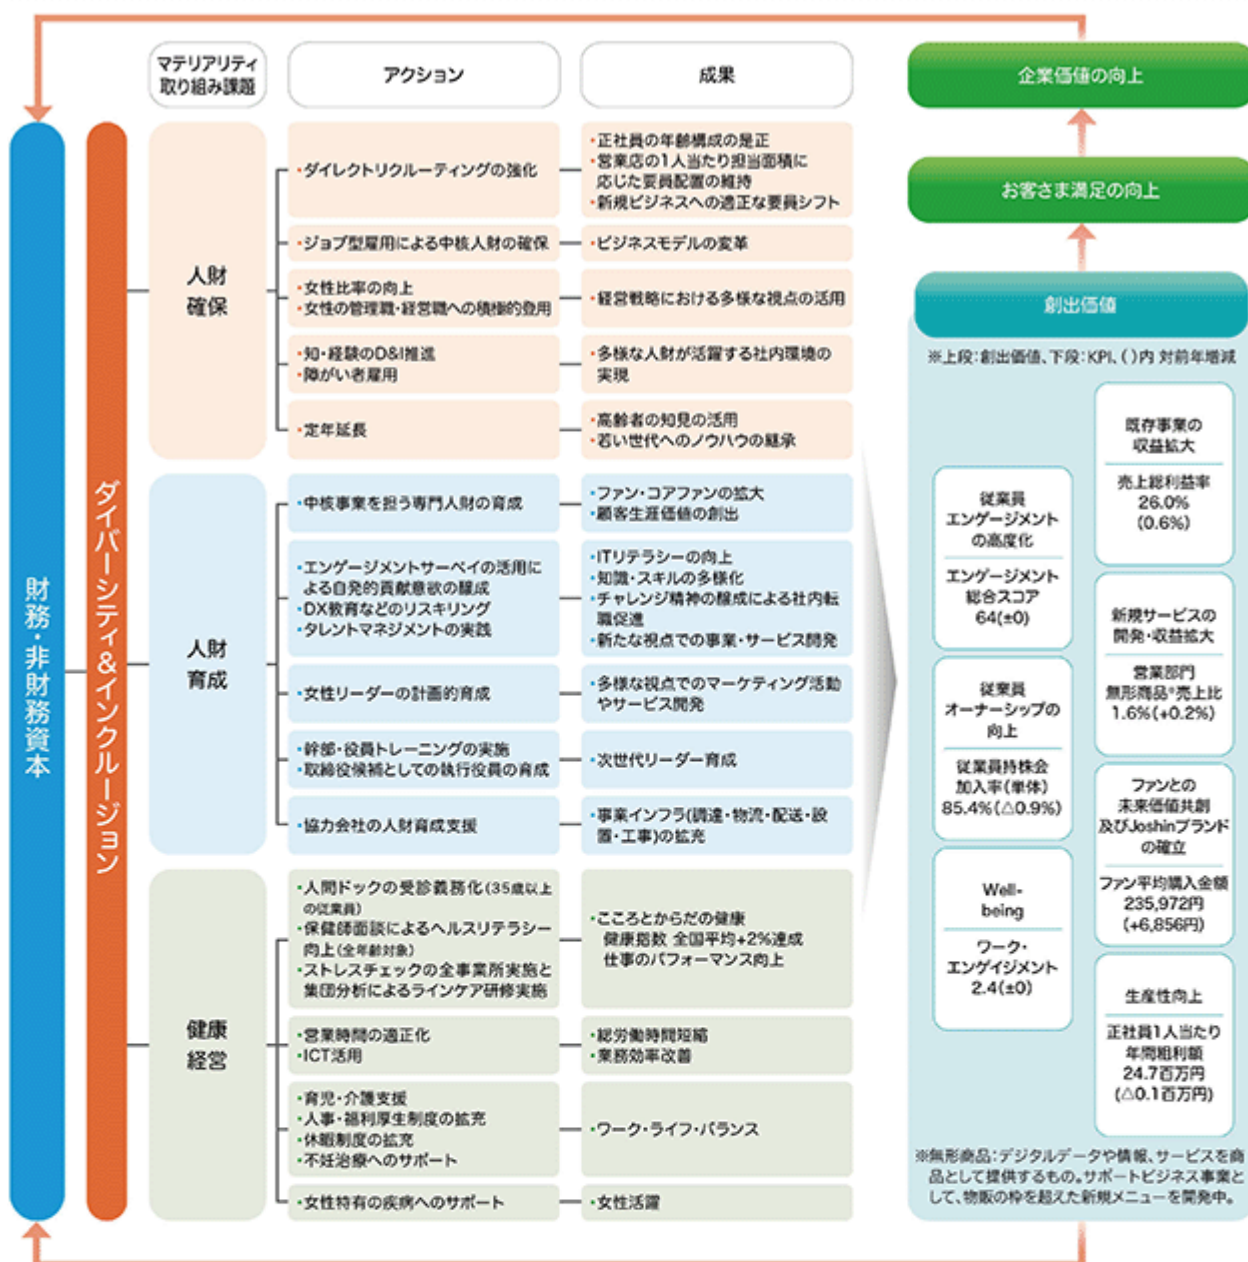 マテリアリティ
取り組み課題
アクション
成果
財務・非財務資本
ダイバーシティ&インクルージョン
人財
確保
・ダイレクトリクルーティングの強化
・正社員の年齢構成の是正
・営業店の1人当たり担当面積に
応じた要員配置の維持
・新規ビジネスへの適正な要員シフト
・ジョブ型雇用による中核人財の確保
・ビジネスモデルの変革
・女性比率の向上
・女性の管理職・経営職への積極的登用
・経営戦略における多様な視点の活用
・知・経験のD&I推進
・障がい者雇用
・多様な人財が活躍する社内環境の
実現
・定年延長
・高齢者の知見の活用
・若い世代へのノウハウの継承
人財
育成
・中核事業を担う専門人財の育成
・ファン・コアファンの拡大
・顧客生涯価値の創出
・エンゲージメントサーベイの活用に
よる自発的貢献意欲の醸成
・DX教育などのリスキリング
・タレントマネジメントの実践
・ITリテラシーの向上
・知識・スキルの多様化
・チャレンジ精神の醸成による社内転
職促進
・新たな視点での事業・サービス開発
・女性リーダーの計画的育成
・多様な視点でのマーケティング活動
やサービス開発
・幹部・役員トレーニングの実施
・取締役候補としての執行役員の育成
・次世代リーダー育成
・協力会社の人財育成支援
・事業インフラ(調達・物流・配送・設
置・工事)の拡充
健康
経営
・人間ドックの受診義務化(35歳以上
の従業員)
・保健師面談によるヘルスリテラシー
向上(全年齢対象)
・ストレスチェックの全事業所実施と
集団分析によるラインケア研修実施
・こころとからだの健康
健康指数 全国平均+2%達成
仕事のパフォーマンス向上
・営業時間の適正化
・ICT活用
・総労働時間短縮
・業務効率改善
・育児・介護支援
・人事・福利厚生制度の拡充
・休暇制度の拡充
・不妊治療へのサポート
・ワーク・ライフ・バランス
・女性特有の疾病へのサポート
・女性活躍
企業価値の向上
お客さま満足の向上
創出価値
※上段:創出価値、下段:KPI、( )内 対前年増減
従業員
エンゲージメント
の高度化
エンゲージメント
総合スコア
64(±0)
従業員
オーナーシップの
向上
従業員持株会
加入率(単体)
85.4%(△0.9%)
Well-
being
ワーク・
エンゲイジメント
2.4(±0)
既存事業の
収益拡大
売上総利益率
26.0%
(0.6%)
新規サービスの
開発・収益拡大
営業部門
無形商品※売上比
1.6%(+0.2%)
ファンとの
未来価値共創
及びJoshinブランド
の確立
ファン平均購入金額
235,972円
(+6,856円)
生産性向上
正社員1人当たり
年間粗利額
24.7百万円
(△0.1百万円)
※無形商品:デジタルデータや情報、サービスを商
品として提供するもの。サポートビジネス事業と
して、物販の枠を超えた新規メニューを開発中。